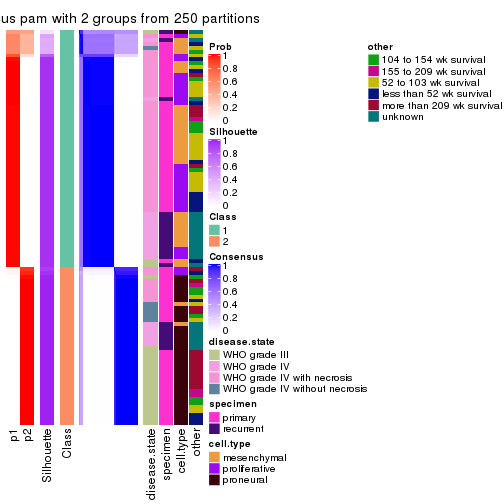 us pam with 2 groups from 250 partitions
Prob
1
0.8
0.6
0.4
0.2
0
Silhouette
1
0.8
0.6
0.4
0.2
0
Class
1
2
Consensus
1
0.8
0.6
0.4
0.2
0
disease.state
WHO grade III
WHO grade IV
WHO grade IV with necrosis
WHO grade IV without necrosis
specimen
primary
recurrent
cell.type
mesenchymal
proliferative
proneural
other
104 to 154 wk survival
155 to 209 wk survival
52 to 103 wk survival
less than 52 wk survival
more than 209 wk survival
unknown
p1
p2
Silhouette
Class
disease.state
specimen
cell.type
other